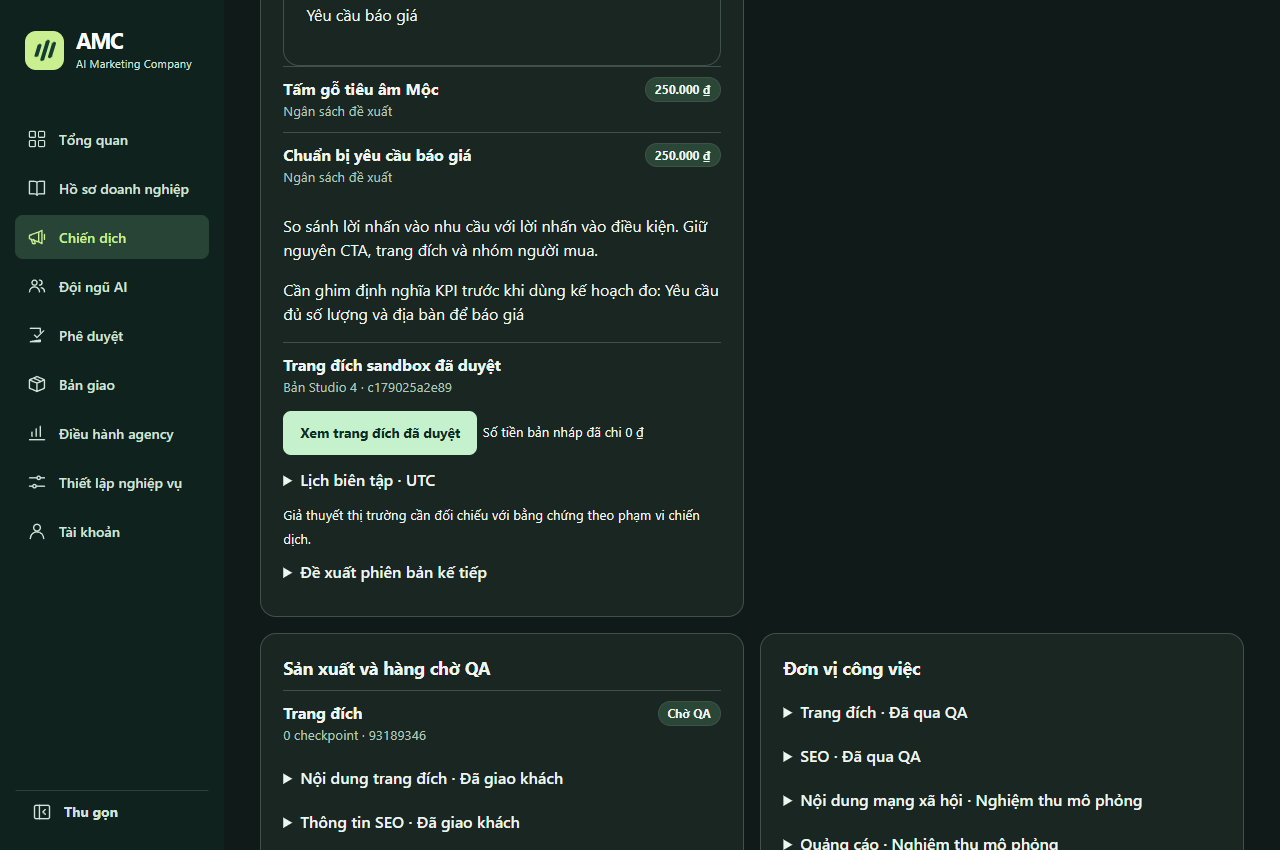 AMC
AI Marketing Company
Tổng quan
Hồ sơ doanh nghiệp
Chiến dịch
Đội ngũ AI
Phê duyệt
Bản giao
Điều hành agency
Thiết lập nghiệp vụ
Tài khoản
Thu gọn
Yêu cầu báo giá
Tấm gỗ tiêu âm Mộc
250.000 ₫
Ngân sách đề xuất
Chuẩn bị yêu cầu báo giá
250.000 ₫
Ngân sách đề xuất
So sánh lời nhấn vào nhu cầu với lời nhấn vào điều kiện. Giữ
nguyên CTA, trang đích và nhóm người mua.
Cần ghim định nghĩa KPI trước khi dùng kế hoạch đo: Yêu cầu
đủ số lượng và địa bàn để báo giá
Trang đích sandbox đã duyệt
Bản Studio 4 · c179025a2e89
Xem trang đích đã duyệt
Số tiền bản nháp đã chi 0 ₫
Lịch biên tập · UTC
Giả thuyết thị trường cần đối chiếu với bằng chứng theo phạm vi chiến
dịch.
Đề xuất phiên bản kế tiếp
Sản xuất và hàng chờ QA
Trang đích
Chờ QA
0 checkpoint · 93189346
Nội dung trang đích · Đã giao khách
Thông tin SEO · Đã giao khách
Đơn vị công việc
Trang đích · Đã qua QA
SEO · Đã qua QA
Nội dung mạng xã hội · Nghiệm thu mô phỏng
Quảng cáo · Nghiệm thu mô phỏng